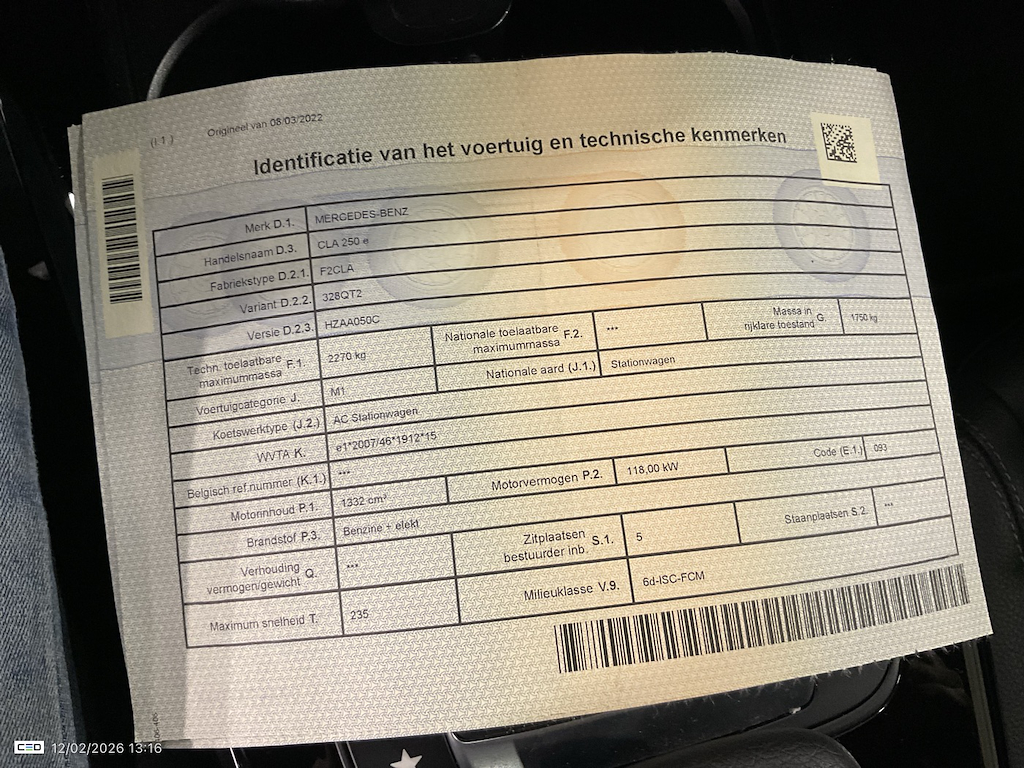 (I 1)
Origineel van 08/03/2022
Identificatie van het voertuig en technische kenmerken
Merk D.1. MERCEDES-BENZ
Handelsnaam D.3. CLA 250 e
Fabriekstype D.2.1. F2CLA
Variant D.2.2. 328QT2
Versie D.2.3. HZAA050C
Techn. toelaatbare maximummassa F.1. 2270 kg Nationale toelaatbare maximummassa F.2. *** Massa in rijklare toestand G. 1750 kg
Voertuigcategorie J. M1 Nationale aard (J.1.) Stationwagen
Koetswerktype (J.2.) AC Stationwagen
WVTA K. e1*2007/46*1912*15
Belgisch ref.nummer (K.1.) ***
Motorinhoud P.1. 1332 cm³ Motorvermogen P.2. 118,00 kW Code (E.1.) 093
Brandstof P.3. Benzine + elekt
Verhouding vermogen/gewicht Q. *** Zitplaatsen bestuurder inb. S.1. 5 Staanplaatsen S.2. ***
Maximum snelheid T. 235 Milieuklasse V.9. 6d-ISC-FCM
CEO 12/02/2026 13:16